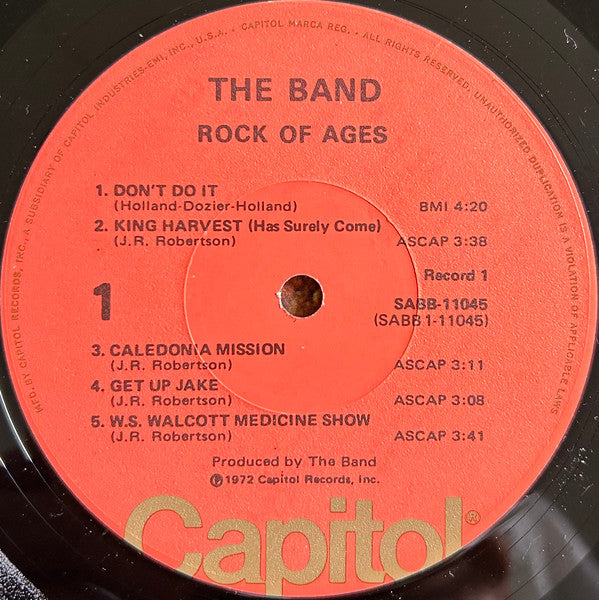 MFD. BY CAPITOL RECORDS, INC., A SUBSIDIARY OF CAPITOL INDUSTRIES-EMI, INC., U.S.A. · CAPITOL MARCA REG. · ALL RIGHTS RESERVED. UNAUTHORIZED DUPLICATION IS A VIOLATION OF APPLICABLE LAWS
THE BAND
ROCK OF AGES
1. DON'T DO IT
(Holland-Dozier-Holland) BMI 4:20
2. KING HARVEST (Has Surely Come)
(J.R. Robertson) ASCAP 3:38
Record 1
1
SABB-11045
(SABB 1-11045)
3. CALEDONIA MISSION
(J.R. Robertson) ASCAP 3:11
4. GET UP JAKE
(J.R. Robertson) ASCAP 3:08
5. W.S. WALCOTT MEDICINE SHOW
(J.R. Robertson) ASCAP 3:41
Produced by The Band
℗1972 Capitol Records, Inc.
Capitol®